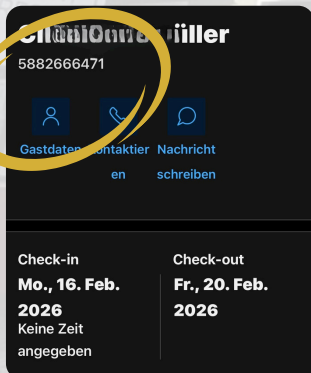 5882666471
Gastdaten Nachricht
en schreiben
Check-in Check-out
Mo., 16. Feb. Fr., 20. Feb.
2026 2026
Keine Zeit
angegeben